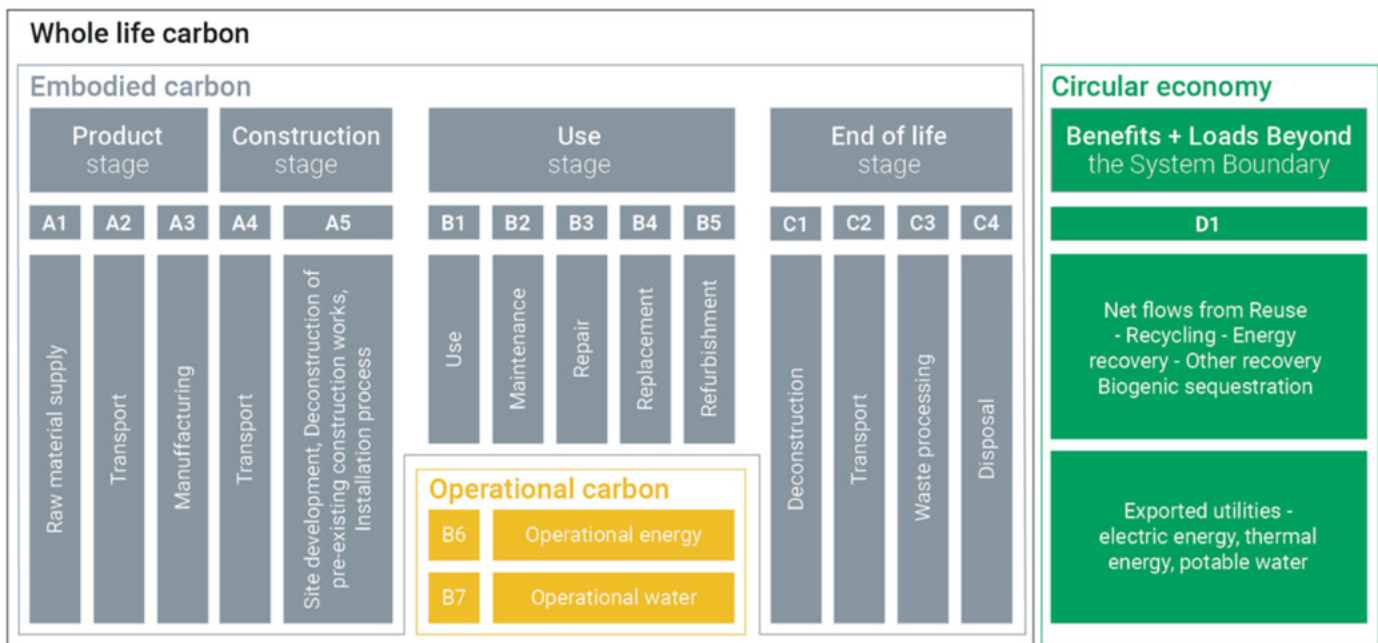 Whole life carbon
Embodied carbon
Product
stage
Construction
stage
Use
stage
End of life
stage
A1
A2
A3
A4
A5
B1
B2
B3
B4
B5
C1
C2
C3
C4
Raw material supply
Transport
Manuffacturing
Transport
Site development, Deconstruction of
pre-existing construction works,
Installation process
Use
Maintenance
Repair
Replacement
Refurbishment
Deconstruction
Transport
Waste processing
Disposal
Operational carbon
B6
Operational energy
B7
Operational water
Circular economy
Benefits + Loads Beyond
the System Boundary
D1
Net flows from Reuse
- Recycling - Energy
recovery - Other recovery
Biogenic sequestration
Exported utilities -
electric energy, thermal
energy, potable water